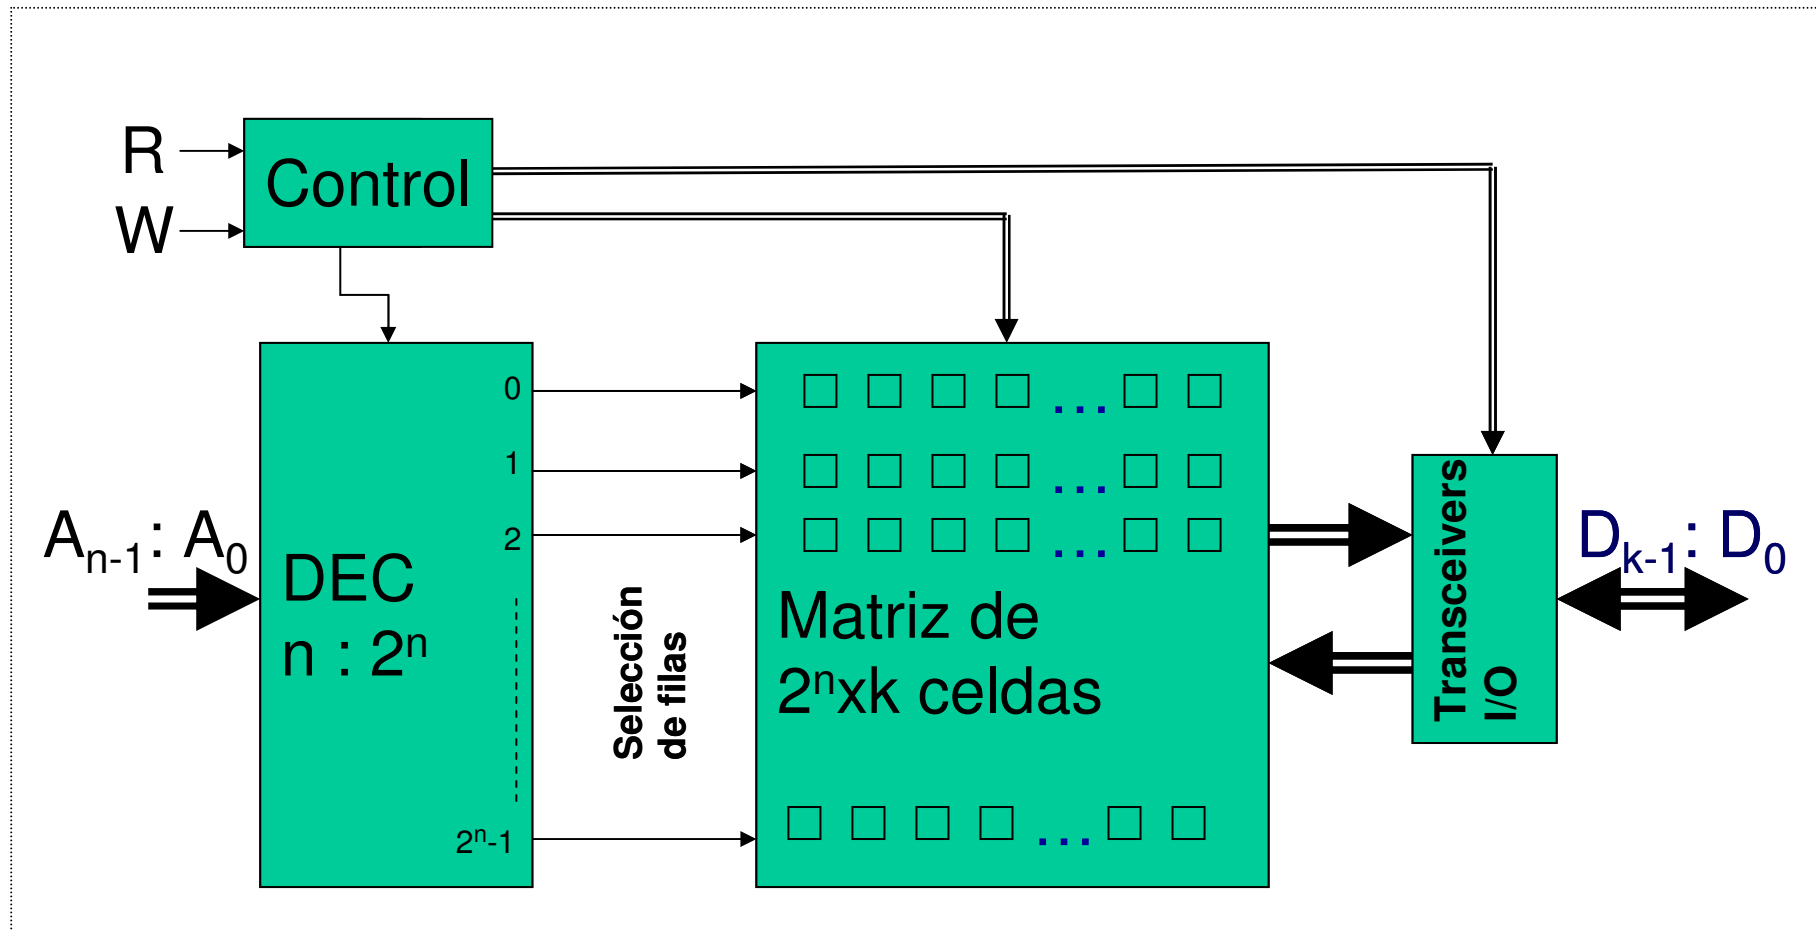 R
W
Control
0
1
2
2ⁿ-1
Aₙ₋₁ : A₀
DEC
n : 2ⁿ
Selección
de filas
...
...
...
Matriz de
2ⁿxk celdas
...
Transceivers
I/O
Dₖ₋₁ : D₀